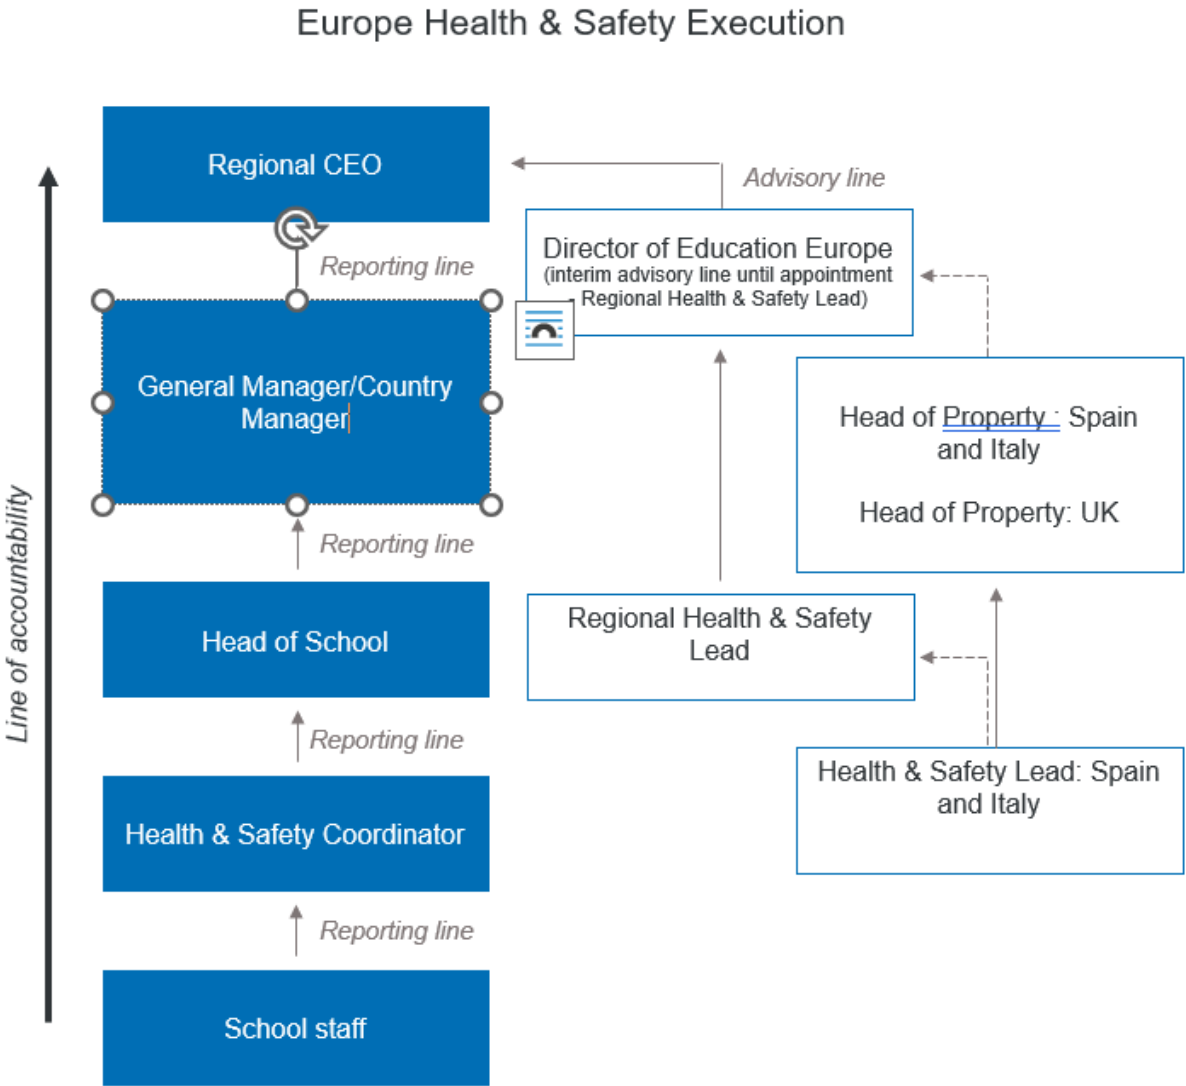 Europe Health & Safety Execution
Regional CEO
Advisory line
Director of Education Europe
(interim advisory line until appointment
- Regional Health & Safety Lead)
Reporting line
General Manager/Country
Manager
Head of Property : Spain
and Italy
Head of Property: UK
Line of accountability
Reporting line
Head of School
Regional Health & Safety
Lead
Reporting line
Health & Safety Lead: Spain
and Italy
Health & Safety Coordinator
Reporting line
School staff